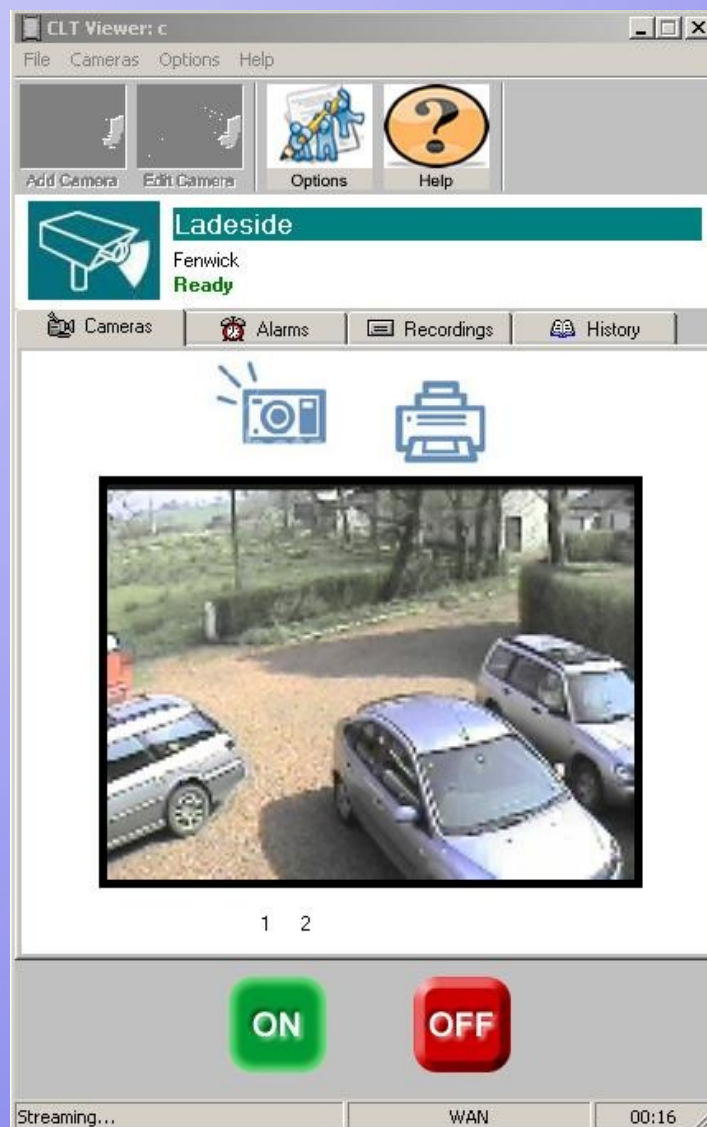 CLT Viewer: c
File Cameras Options Help
Add Camera Edit Camera Options Help
Ladeside
Fenwick
Ready
Cameras Alarms Recordings History
1 2
ON OFF
Streaming... WAN 00:16